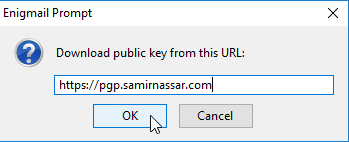 Enigmail Prompt
Download public key from this URL:
https://pgp.samirnassar.com
OK Cancel